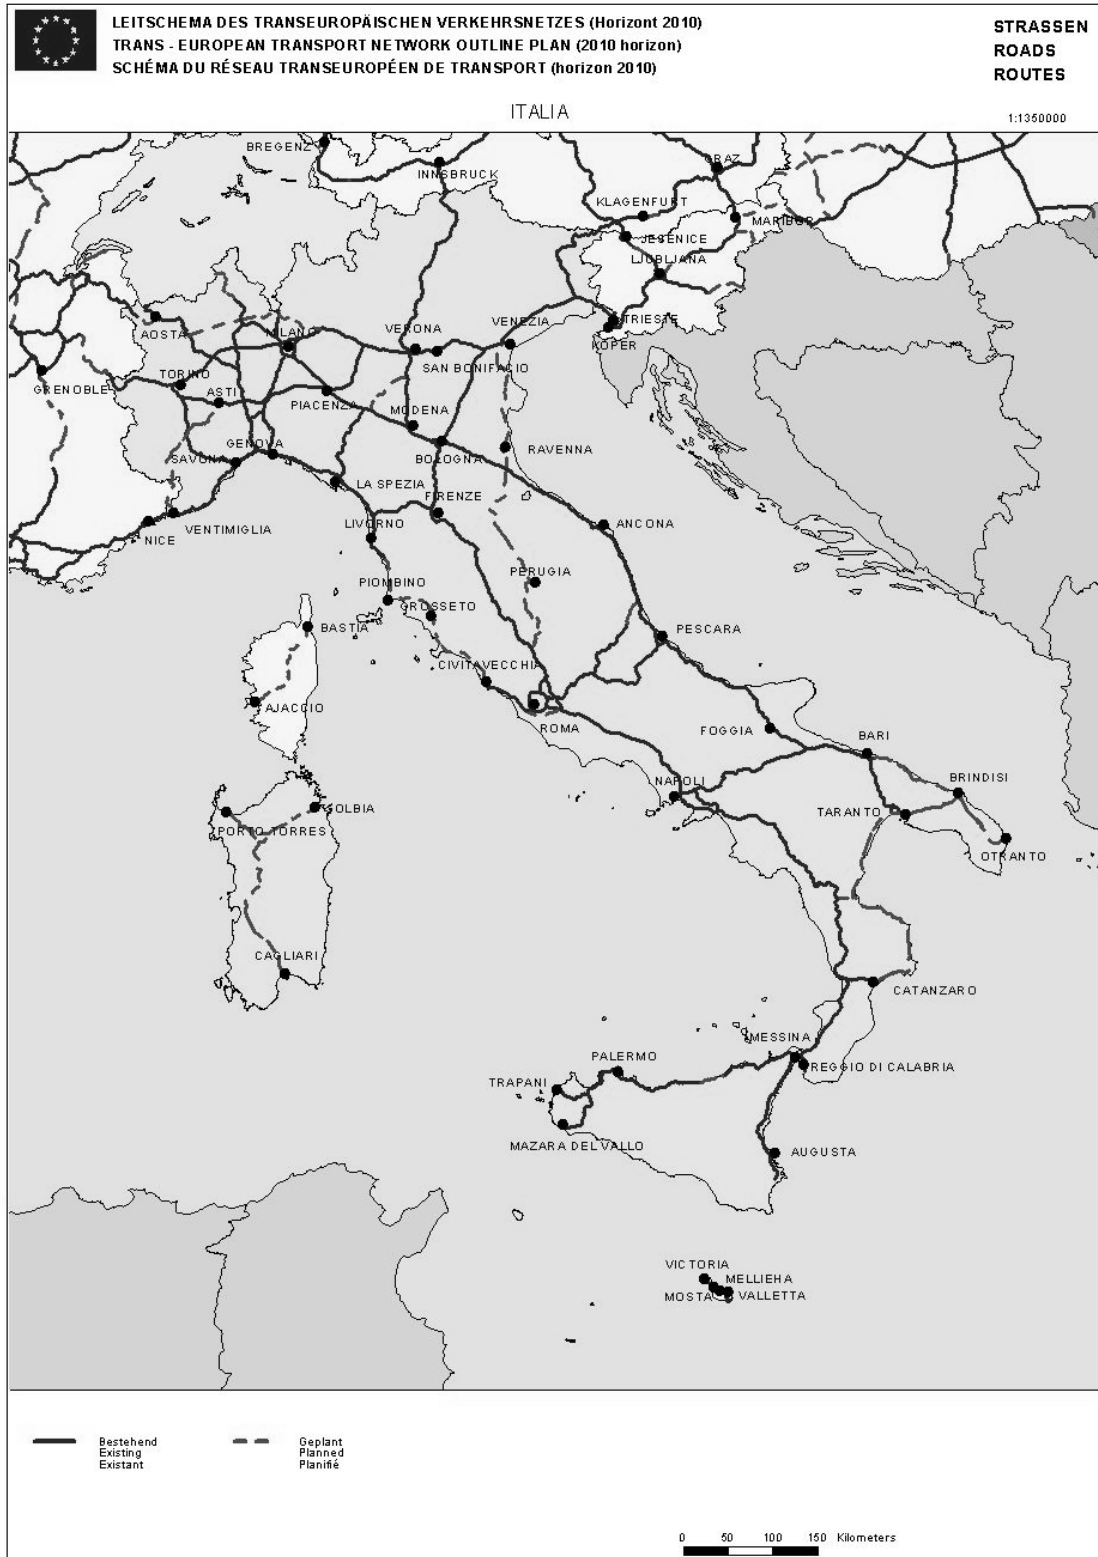 LEITSCHEMA DES TRANSEUROPÄISCHEN VERKEHRSNETZES (Horizont 2010)
TRANS - EUROPEAN TRANSPORT NETWORK OUTLINE PLAN (2010 horizon)
SCHÉMA DU RÉSEAU TRANSEUROPÉEN DE TRANSPORT (horizon 2010)
STRASSEN
ROADS
ROUTES
ITALIA
1:1350000
BREGENZ
INNSBRUCK
GRAZ
KLAGENFURT
MARIBOR
JESENICE
LJUBLJANA
AOSTA
MILANO
VERONA
VENEZIA
TRIESTE
KOPER
SAN BONIFACIO
GRENOBLE
TORINO
ASTI
PIACENZA
MODENA
GENOVA
SAVONA
BOLOGNA
RAVENNA
LA SPEZIA
FIRENZE
VENTIMIGLIA
NICE
LIVORNO
ANCONA
PIOMBINO
PERUGIA
GROSSETO
BASTIA
PESCARA
CIVITAVECCHIA
AJACCIO
ROMA
FOGGIA
BARI
NAPOLI
BRINDISI
OLBIA
PORTO TORRES
TARANTO
OTRANTO
CAGLIARI
CATANZARO
MESSINA
PALERMO
REGGIO DI CALABRIA
TRAPANI
MAZARA DEL VALLO
AUGUSTA
VICTORIA
MELLIEHA
MOSTA
VALLETTA
Bestehend
Existing
Existant
Geplant
Planned
Planifié
0 50 100 150 Kilometers